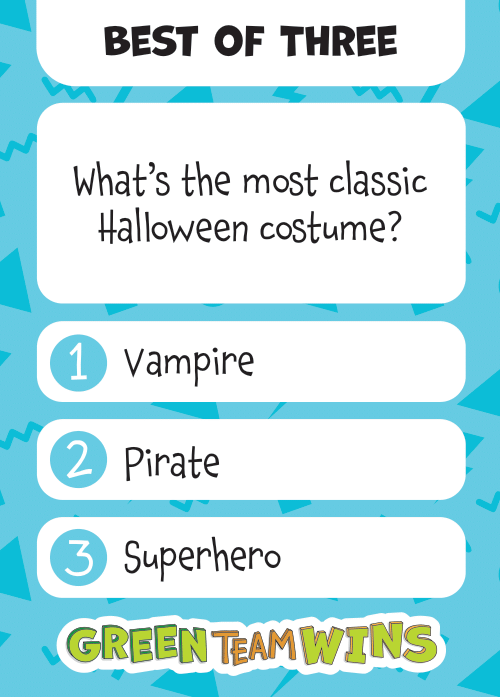 BEST OF THREE
What's the most classic
Halloween costume?
1 Vampire
2 Pirate
3 Superhero
GREEN TEAM WINS